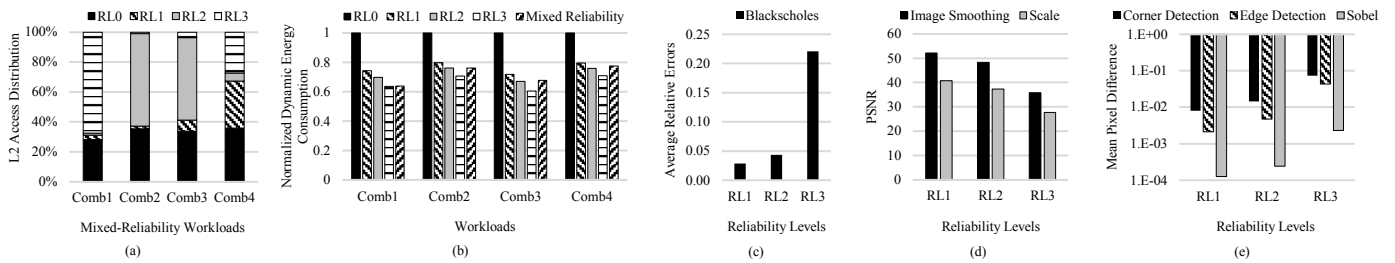 RL0 RL1 RL2 RL3
L2 Access Distribution
100%
80%
60%
40%
20%
0%
Comb1 Comb2 Comb3 Comb4
Mixed-Reliability Workloads
(a)
RL0 RL1 RL2 RL3 Mixed Reliability
Normalized Dynamic Energy
Consumption
1
0.8
0.6
0.4
0.2
0
Comb1 Comb2 Comb3 Comb4
Workloads
(b)
Blackscholes
Average Relative Errors
0.25
0.20
0.15
0.10
0.05
0.00
RL1 RL2 RL3
Reliability Levels
(c)
Image Smoothing Scale
PSNR
60
50
40
30
20
10
0
RL1 RL2 RL3
Reliability Levels
(d)
Corner Detection Edge Detection Sobel
Mean Pixel Difference
1.E+00
1.E-01
1.E-02
1.E-03
1.E-04
RL1 RL2 RL3
Reliability Levels
(e)